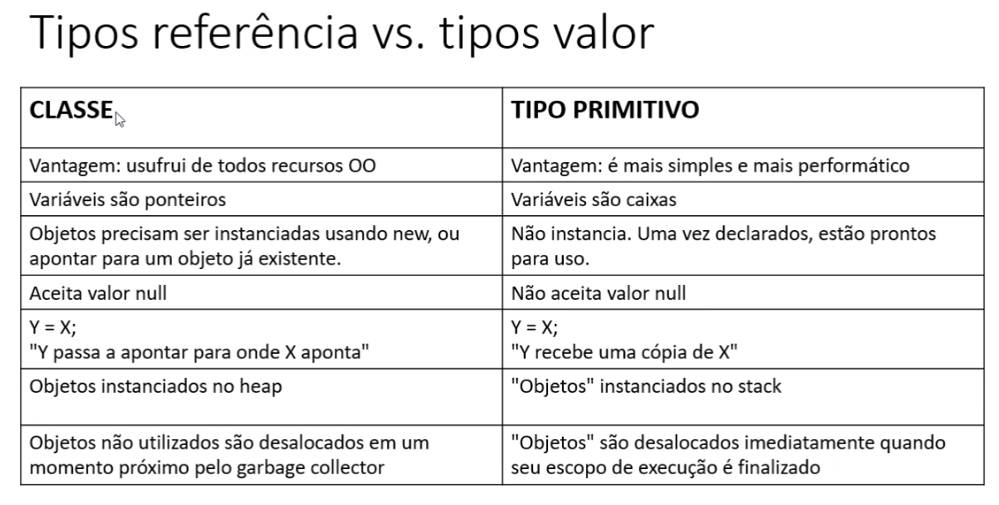 Tipos referência vs. tipos valor
CLASSE
TIPO PRIMITIVO
Vantagem: usufrui de todos recursos OO
Vantagem: é mais simples e mais performático
Variáveis são ponteiros
Variáveis são caixas
Objetos precisam ser instanciadas usando new, ou
apontar para um objeto já existente.
Não instancia. Uma vez declarados, estão prontos
para uso.
Aceita valor null
Não aceita valor null
Y = X;
"Y passa a apontar para onde X aponta"
Y = X;
"Y recebe uma cópia de X"
Objetos instanciados no heap
"Objetos" instanciados no stack
Objetos não utilizados são desalocados em um
momento próximo pelo garbage collector
"Objetos" são desalocados imediatamente quando
seu escopo de execução é finalizado